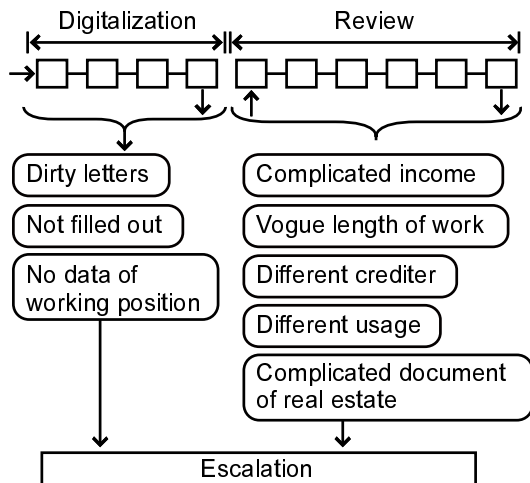 Digitalization
Review
Dirty letters
Not filled out
No data of
working position
Complicated income
Vogue length of work
Different crediter
Different usage
Complicated document
of real estate
Escalation